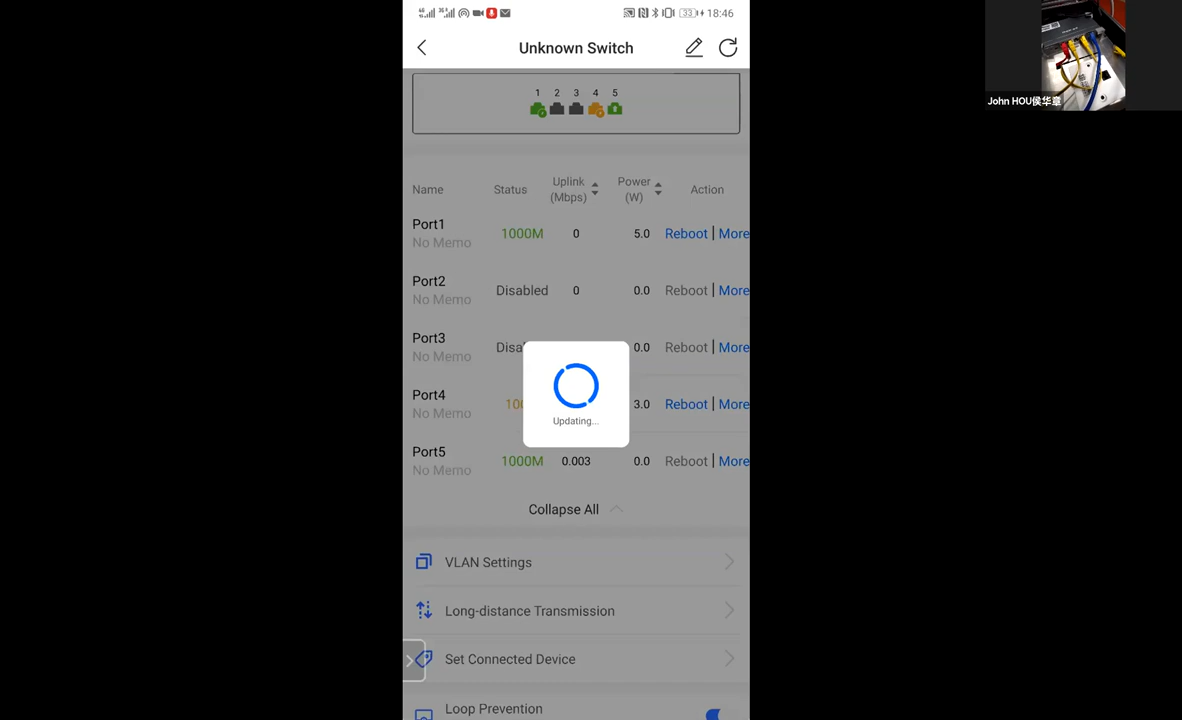 33 18:46
Unknown Switch
1 2 3 4 5
Name Status Uplink (Mbps) Power (W) Action
Port1 1000M 0 5.0 Reboot | More
No Memo
Port2 Disabled 0 0.0 Reboot | More
No Memo
Port3 Disa 0.0 Reboot | More
No Memo
Port4 100 3.0 Reboot | More
No Memo
Updating...
Port5 1000M 0.003 0.0 Reboot | More
No Memo
Collapse All
VLAN Settings
Long-distance Transmission
Set Connected Device
Loop Prevention
John HOU侯华章